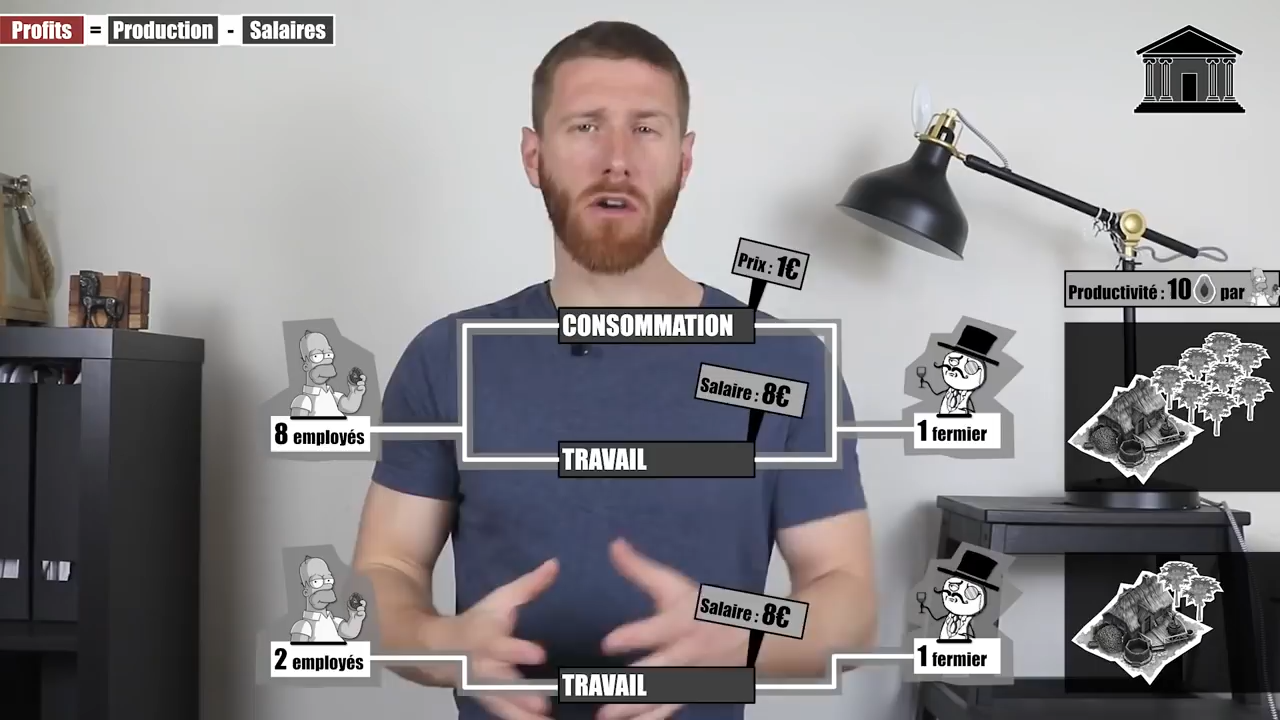 Profits = Production - Salaires
Prix : 1€
Productivité : 10 par
CONSOMMATION
Salaire : 8€
8 employés
1 fermier
TRAVAIL
Salaire : 8€
2 employés
1 fermier
TRAVAIL